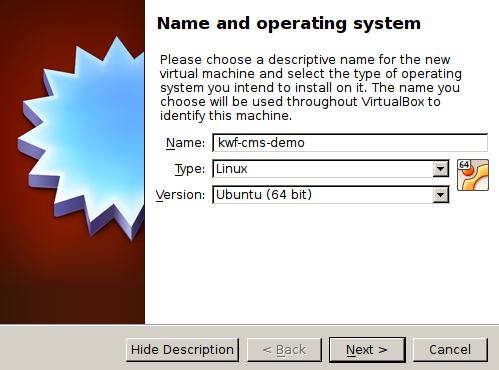 Name and operating system
Please choose a descriptive name for the new
virtual machine and select the type of operating
system you intend to install on it. The name you
choose will be used throughout VirtualBox to
identify this machine.
Name: kwf-cms-demo
Type: Linux
64
Version: Ubuntu (64 bit)
Hide Description < Back Next > Cancel